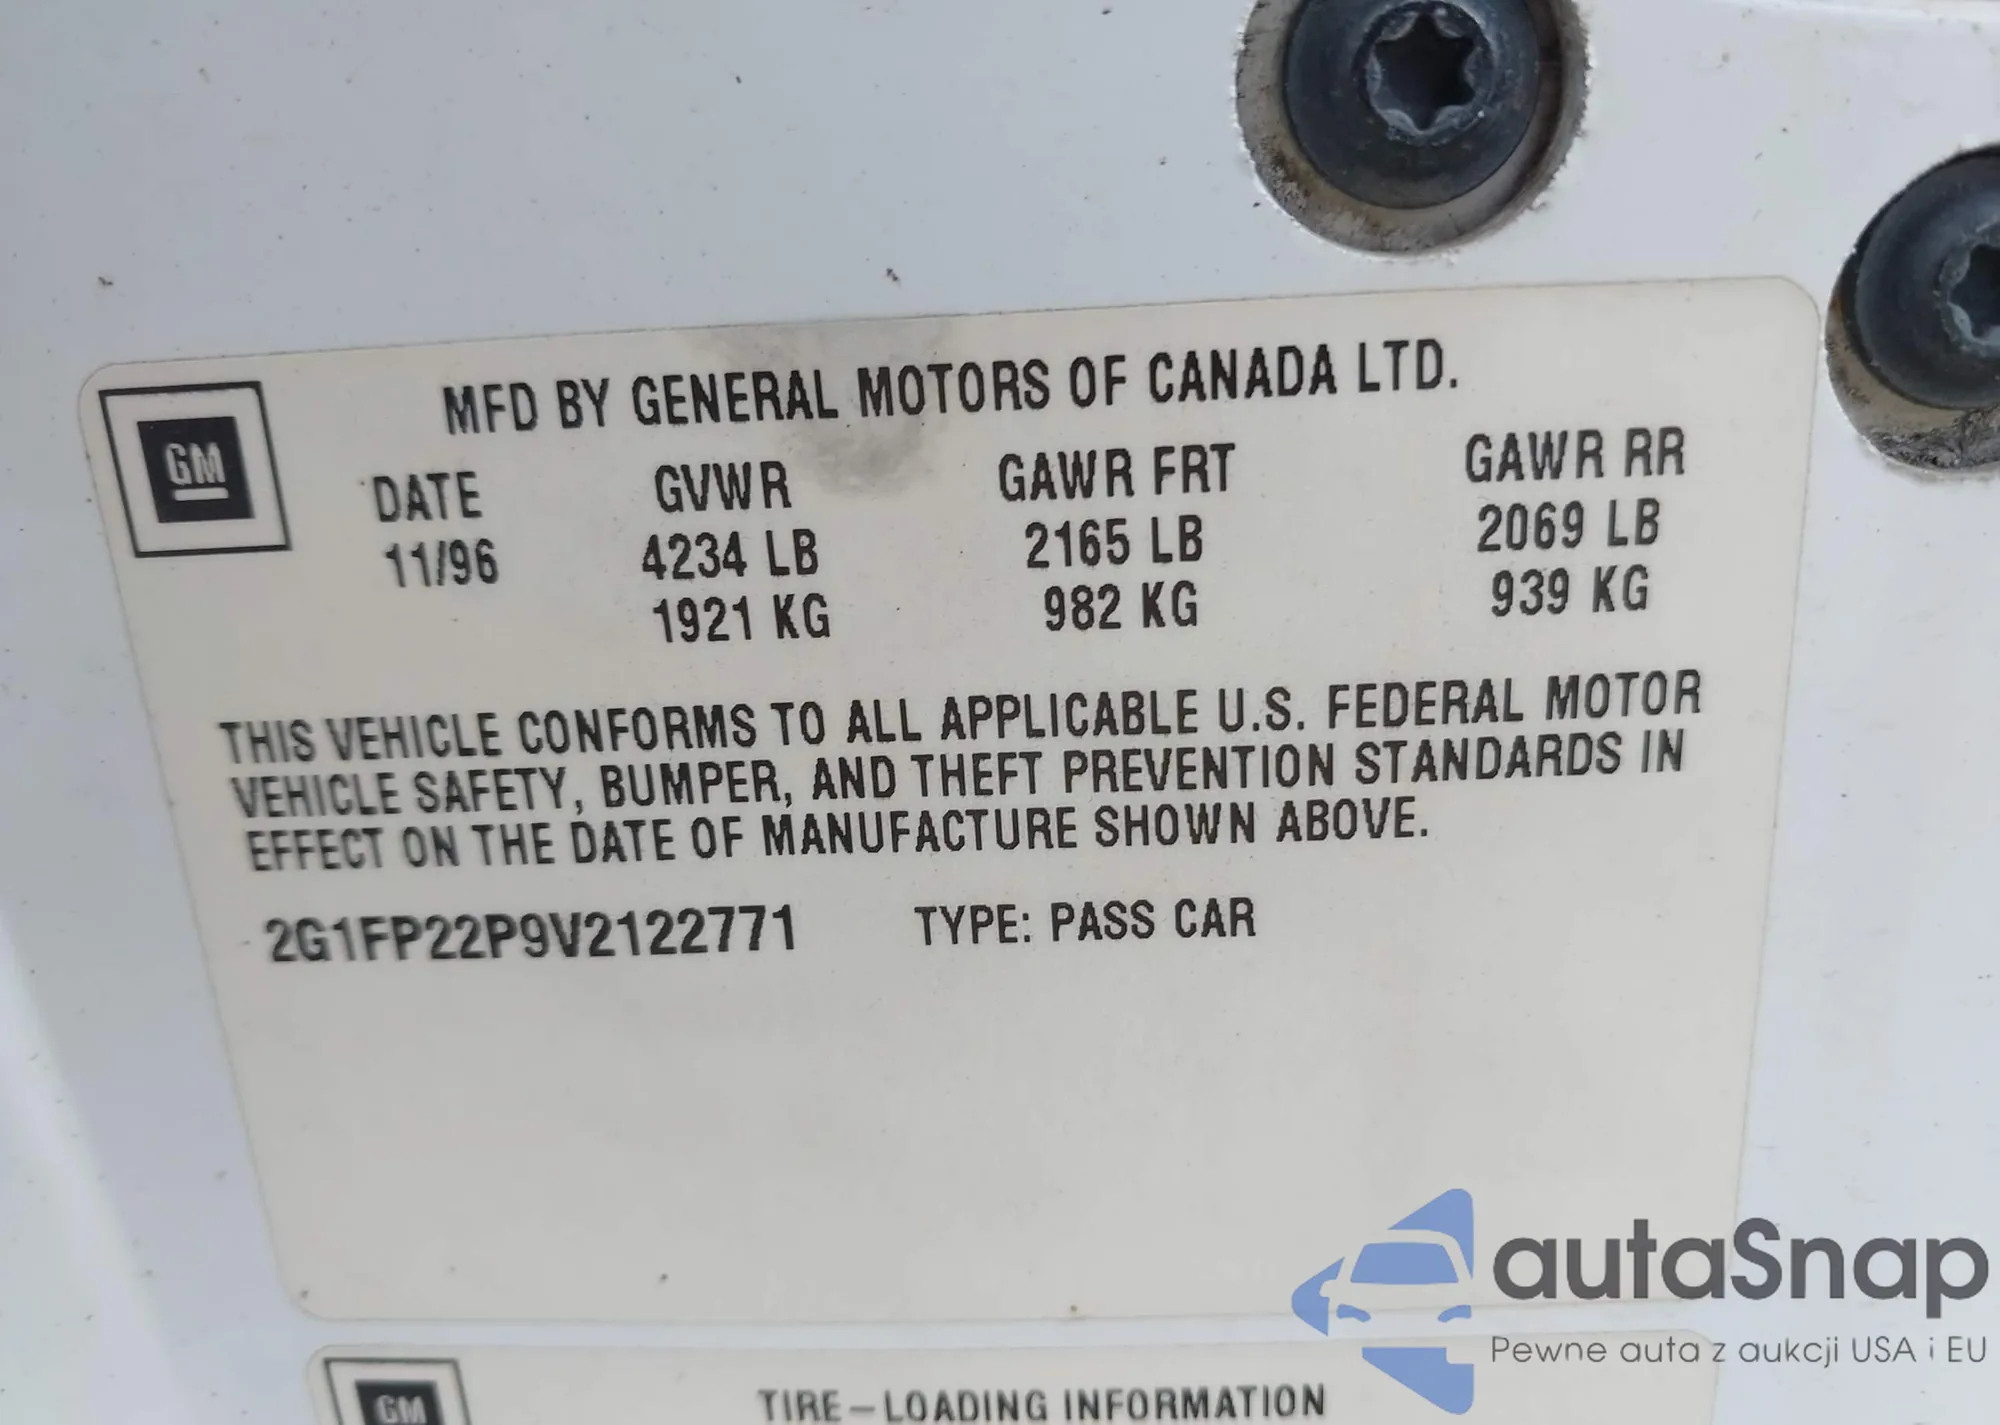 GM
MFD BY GENERAL MOTORS OF CANADA LTD.
DATE GVWR GAWR FRT GAWR RR
11/96 4234 LB 2165 LB 2069 LB
1921 KG 982 KG 939 KG
THIS VEHICLE CONFORMS TO ALL APPLICABLE U.S. FEDERAL MOTOR
VEHICLE SAFETY, BUMPER, AND THEFT PREVENTION STANDARDS IN
EFFECT ON THE DATE OF MANUFACTURE SHOWN ABOVE.
2G1FP22P9V2122771 TYPE: PASS CAR
autaSnap
Pewne auta z aukcji USA i EU
GM
TIRE-LOADING INFORMATION